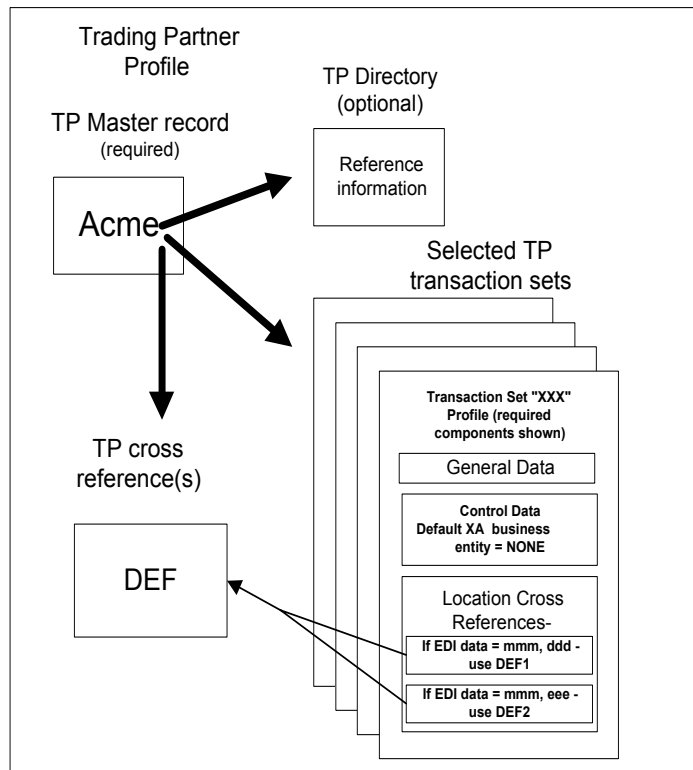 Trading Partner
Profile
TP Master record
(required)
Acme
TP Directory
(optional)
Reference
information
Selected TP
transaction sets
Transaction Set "XXX"
Profile (required
components shown)
General Data
Control Data
Default XA business
entity = NONE
Location Cross
References-
If EDI data = mmm, ddd -
use DEF1
If EDI data = mmm, eee -
use DEF2
TP cross
reference(s)
DEF